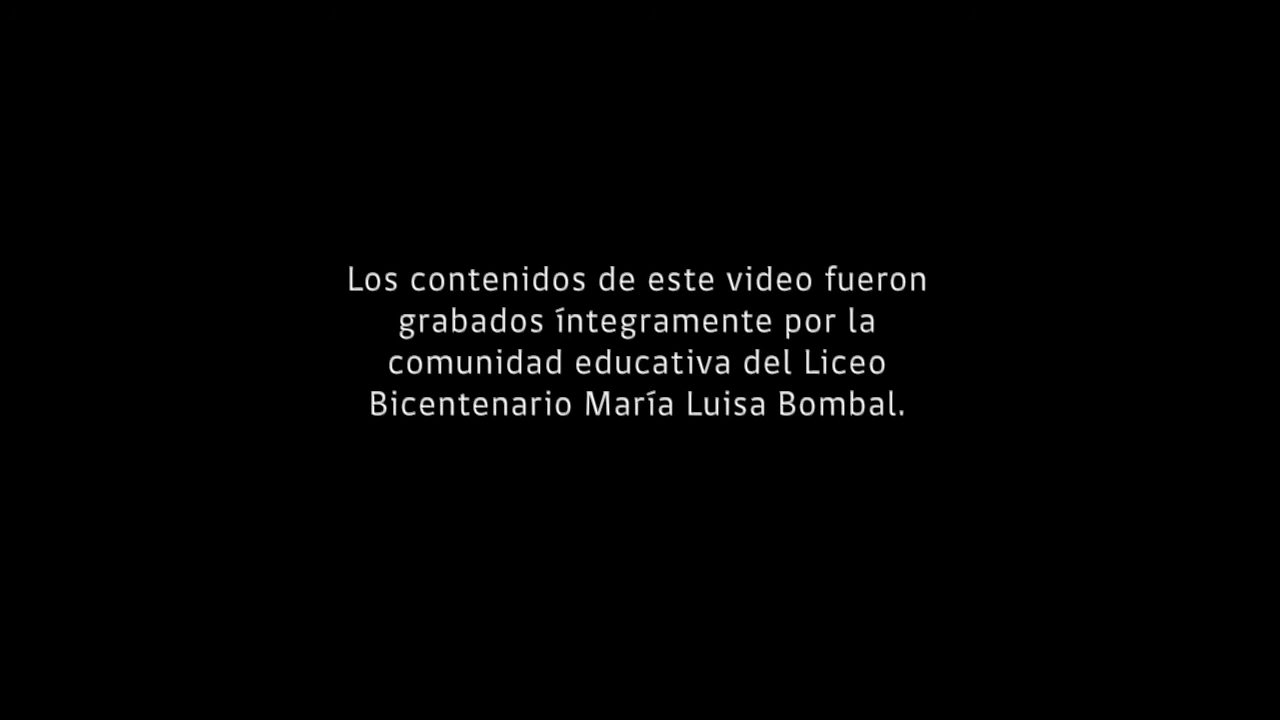 Los contenidos de este video fueron
grabados íntegramente por la
comunidad educativa del Liceo
Bicentenario María Luisa Bombal.